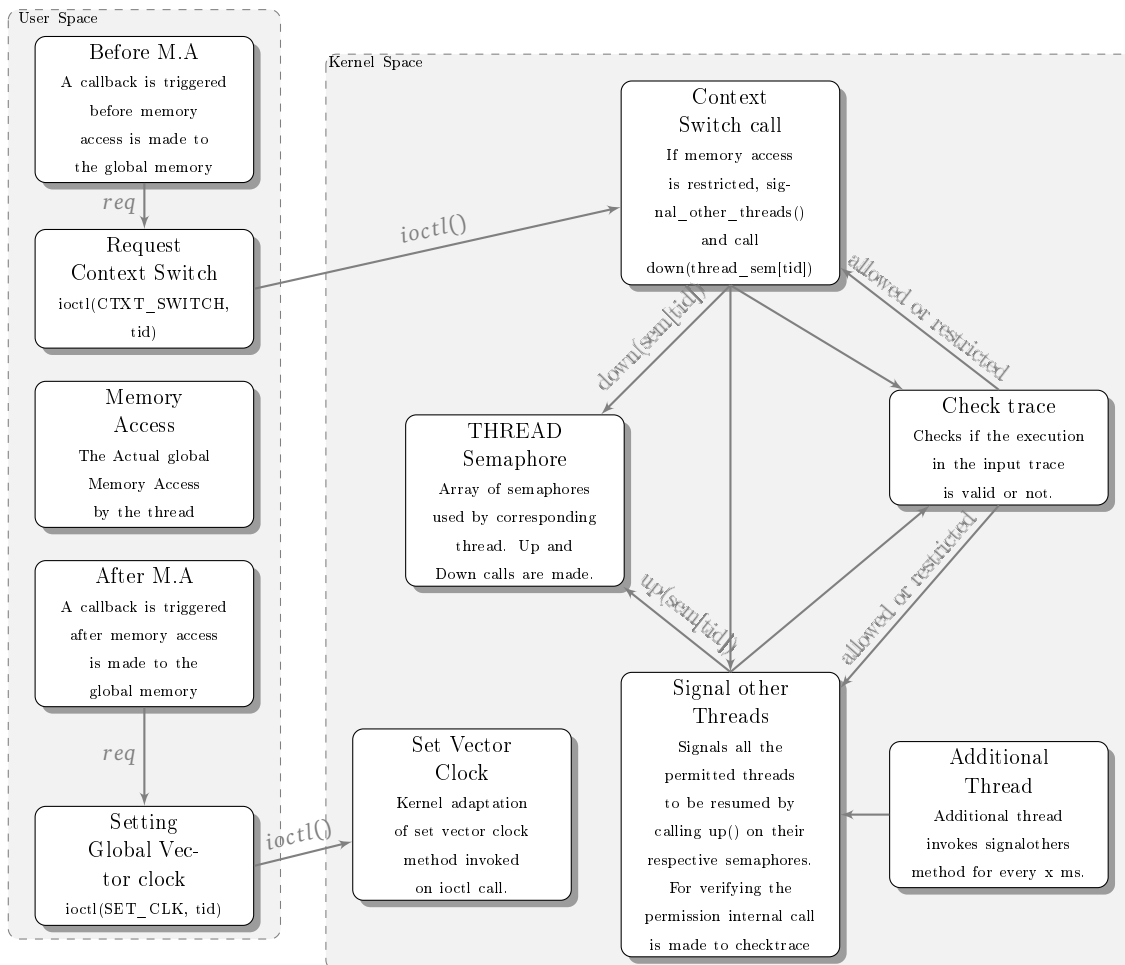 User Space
Before M.A
A callback is triggered
before memory
access is made to
the global memory
req
Request
Context Switch
ioctl(CTXT_SWITCH,
tid)
Memory
Access
The Actual global
Memory Access
by the thread
After M.A
A callback is triggered
after memory access
is made to the
global memory
req
Setting
Global Vec-
tor clock
ioctl(SET_CLK, tid)
ioctl()
ioctl()
Kernel Space
Context
Switch call
If memory access
is restricted, sig-
nal_other_threads()
and call
down(thread_sem[tid])
down(sem[tid])
allowed or restricted
THREAD
Semaphore
Array of semaphores
used by corresponding
thread. Up and
Down calls are made.
Check trace
Checks if the execution
in the input trace
is valid or not.
up(sem[tid])
allowed or restricted
Set Vector
Clock
Kernel adaptation
of set vector clock
method invoked
on ioctl call.
Signal other
Threads
Signals all the
permitted threads
to be resumed by
calling up() on their
respective semaphores.
For verifying the
permission internal call
is made to checktrace
Additional
Thread
Additional thread
invokes signalothers
method for every x ms.